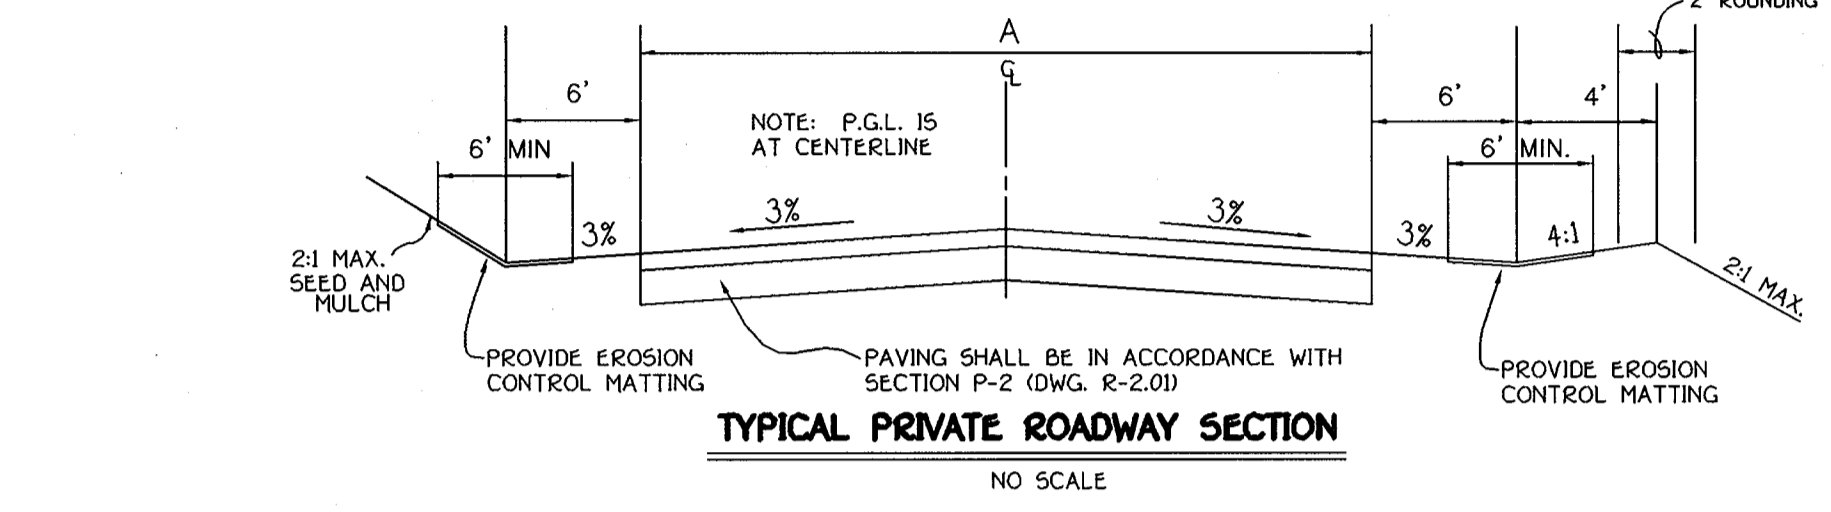 2' ROUNDING
A
℄
6'
6'
4'
NOTE: P.G.L. IS
AT CENTERLINE
6' MIN
6' MIN.
3%
3%
3%
3%
4:1
2:1 MAX.
SEED AND
MULCH
2:1 MAX.
PROVIDE EROSION
CONTROL MATTING
PAVING SHALL BE IN ACCORDANCE WITH
SECTION P-2 (DWG. R-2.01)
PROVIDE EROSION
CONTROL MATTING
TYPICAL PRIVATE ROADWAY SECTION
NO SCALE